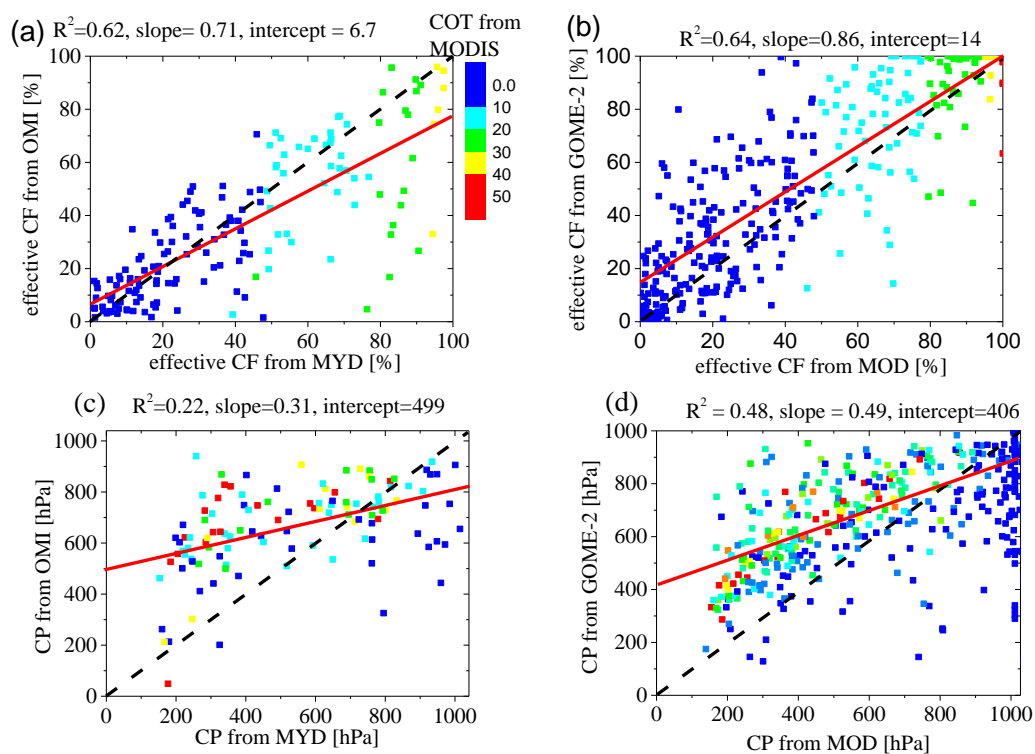 (a)
R²=0.62, slope= 0.71, intercept = 6.7
COT from
MODIS
0.0
10
20
30
40
50
effective CF from OMI [%]
100
80
60
40
20
0
0 20 40 60 80 100
effective CF from MYD [%]
(b)
R²=0.64, slope=0.86, intercept=14
effective CF from GOME-2 [%]
100
80
60
40
20
0
0 20 40 60 80 100
effective CF from MOD [%]
(c)
R²=0.22, slope=0.31, intercept=499
CP from OMI [hPa]
1000
800
600
400
200
0
0 200 400 600 800 1000
CP from MYD [hPa]
(d)
R² = 0.48, slope = 0.49, intercept=406
CP from GOME-2 [hPa]
1000
800
600
400
200
0
0 200 400 600 800 1000
CP from MOD [hPa]